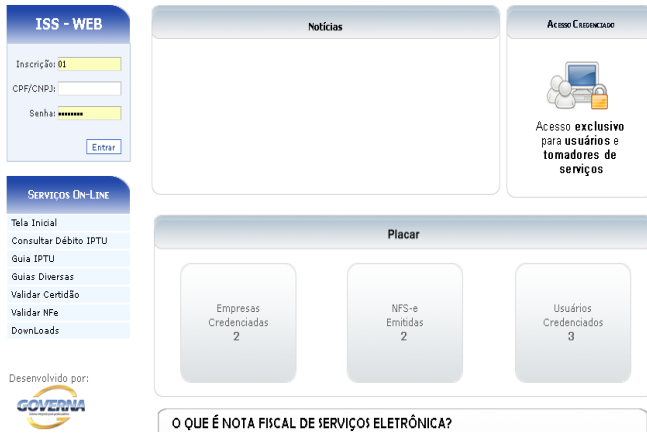 ISS - WEB
Inscrição: 01
CPF/CNPJ:
Senha: ••••••••
Entrar
Notícias
Acesso Credenciado
Acesso exclusivo
para usuários e
tomadores de
serviços
Serviços On-Line
Tela Inicial
Consultar Débito IPTU
Guia IPTU
Guias Diversas
Validar Certidão
Validar NFe
DownLoads
Placar
Empresas
Credenciadas
2
NFS-e
Emitidas
2
Usuários
Credenciados
3
Desenvolvido por:
GOVERNA
O QUE É NOTA FISCAL DE SERVIÇOS ELETRÔNICA?